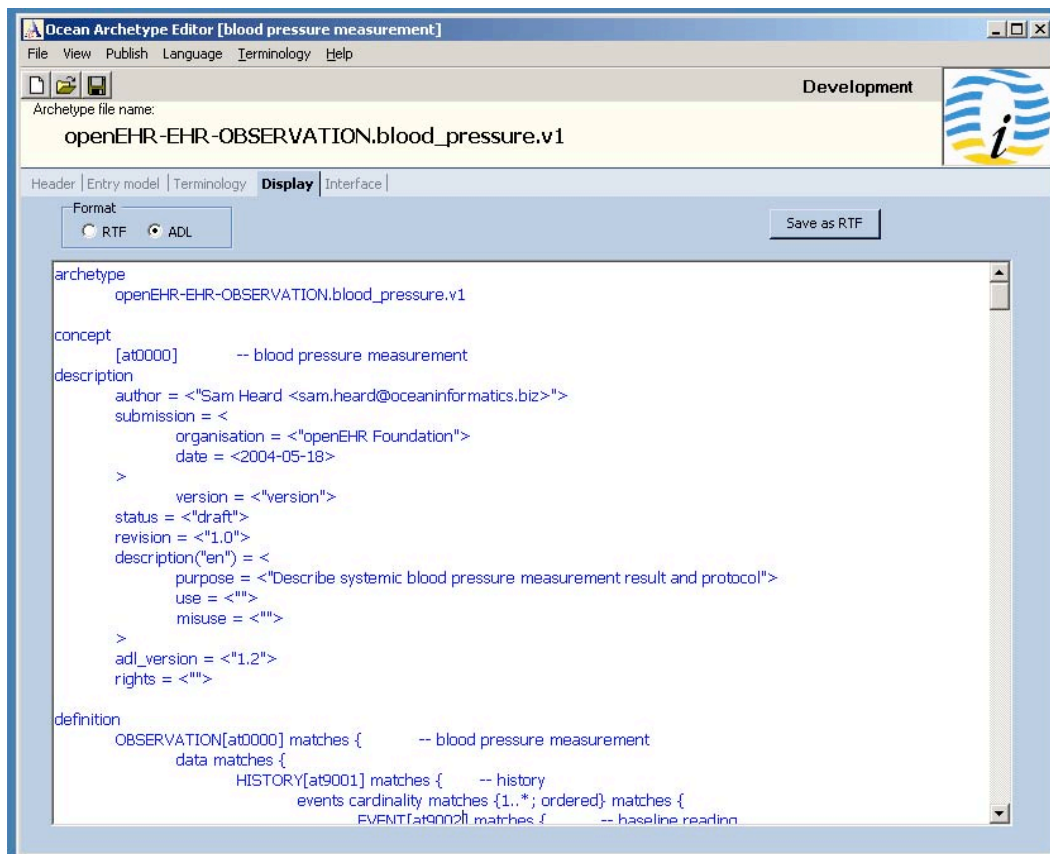 Ocean Archetype Editor [blood pressure measurement]
File View Publish Language Terminology Help
Development
Archetype file name:
openEHR-EHR-OBSERVATION.blood_pressure.v1
i
Header | Entry model | Terminology Display | Interface |
Format
RTF ADL
Save as RTF
archetype
openEHR-EHR-OBSERVATION.blood_pressure.v1
concept
[at0000] -- blood pressure measurement
description
author = <"Sam Heard <sam.heard@oceaninformatics.biz>">
submission = <
organisation = <"openEHR Foundation">
date = <2004-05-18>
>
version = <"version">
status = <"draft">
revision = <"1.0">
description("en") = <
purpose = <"Describe systemic blood pressure measurement result and protocol">
use = <"">
misuse = <"">
>
adl_version = <"1.2">
rights = <"">
definition
OBSERVATION[at0000] matches { -- blood pressure measurement
data matches {
HISTORY[at9001] matches { -- history
events cardinality matches {1..*; ordered} matches {
EVENT[at9002] matches { -- baseline reading